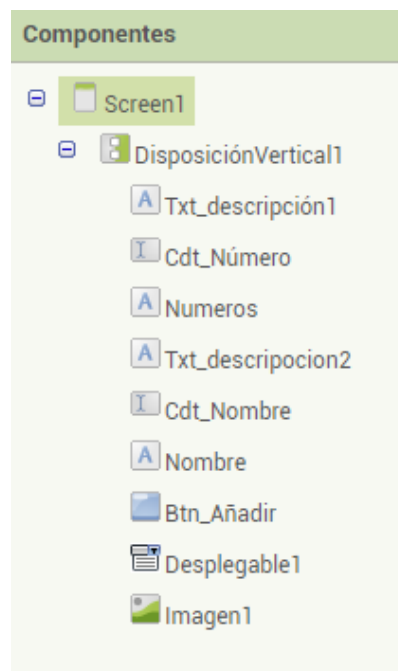 Componentes
Screen1
DisposiciónVertical1
Txt_descripción1
Cdt_Número
Numeros
Txt_descripocion2
Cdt_Nombre
Nombre
Btn_Añadir
Desplegable1
Imagen1